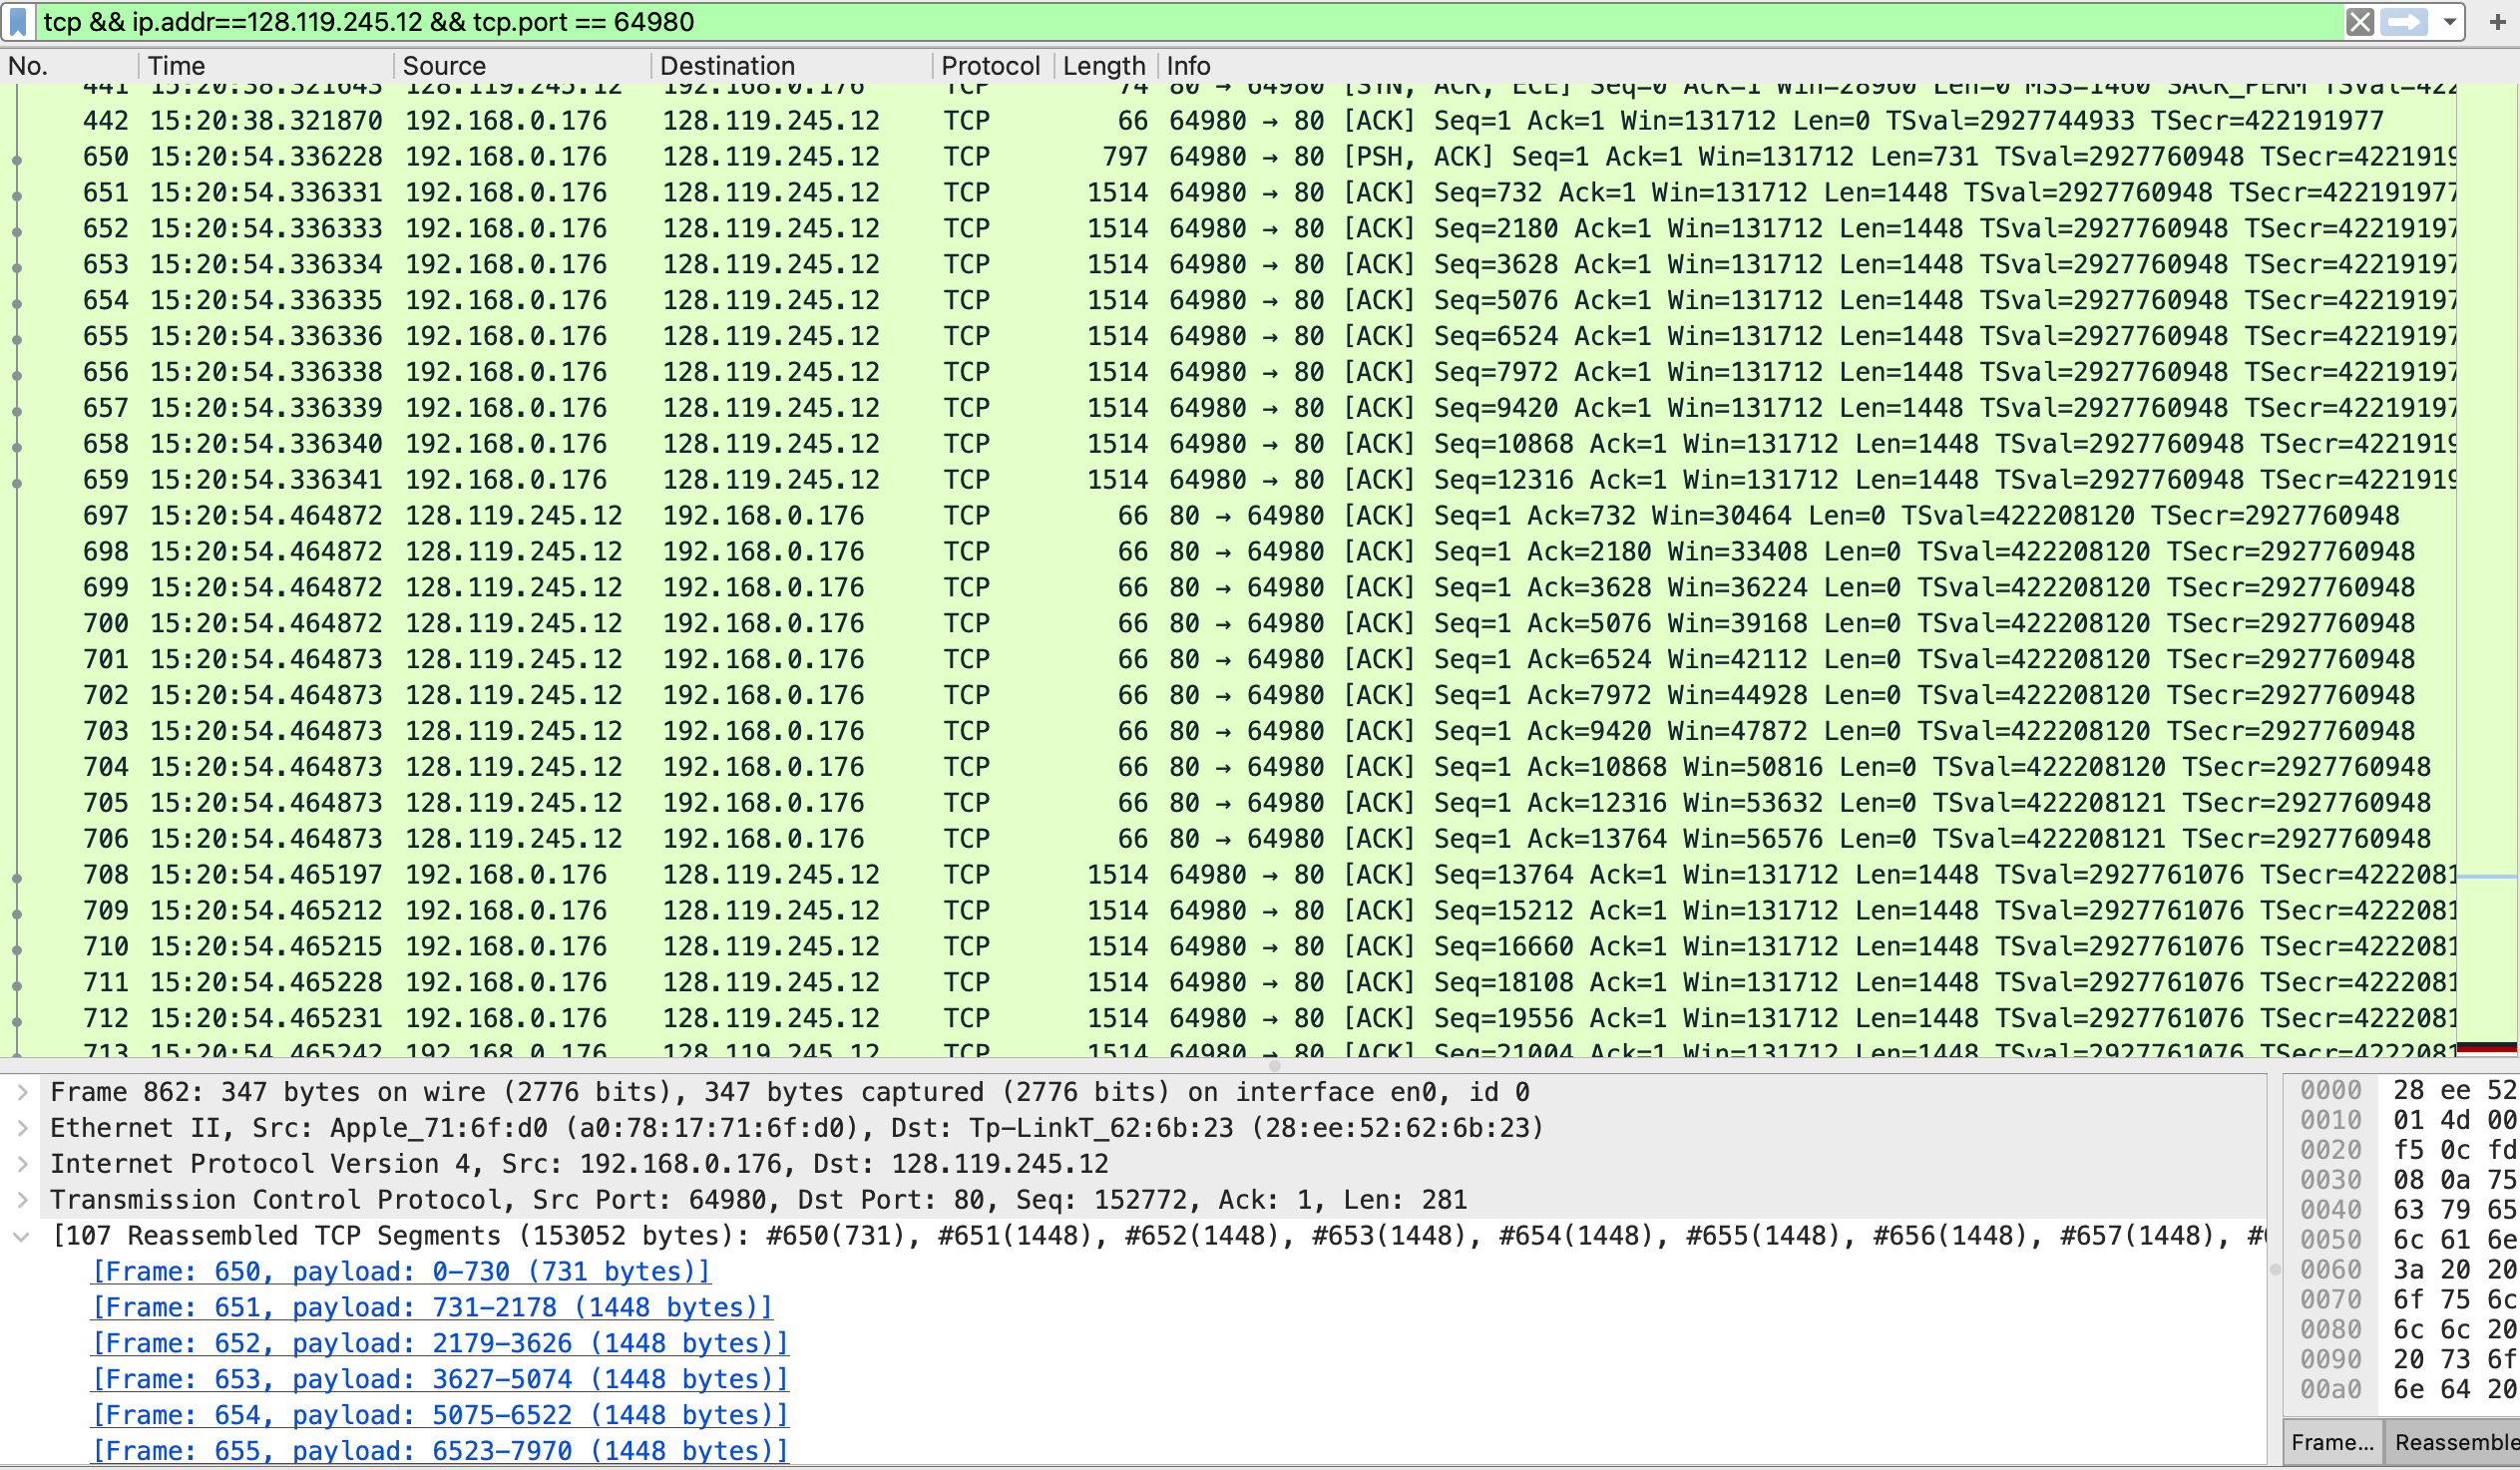 tcp && ip.addr==128.119.245.12 && tcp.port == 64980
No. Time Source Destination Protocol Length Info
441 15:20:38.321643 128.119.245.12 192.168.0.176 TCP 74 80 → 64980 [SYN, ACK, ECE] Seq=0 Ack=1 Win=28960 Len=0 MSS=1460 SACK_PERM TSval=422
442 15:20:38.321870 192.168.0.176 128.119.245.12 TCP 66 64980 → 80 [ACK] Seq=1 Ack=1 Win=131712 Len=0 TSval=2927744933 TSecr=422191977
650 15:20:54.336228 192.168.0.176 128.119.245.12 TCP 797 64980 → 80 [PSH, ACK] Seq=1 Ack=1 Win=131712 Len=731 TSval=2927760948 TSecr=4221919
651 15:20:54.336331 192.168.0.176 128.119.245.12 TCP 1514 64980 → 80 [ACK] Seq=732 Ack=1 Win=131712 Len=1448 TSval=2927760948 TSecr=422191977
652 15:20:54.336333 192.168.0.176 128.119.245.12 TCP 1514 64980 → 80 [ACK] Seq=2180 Ack=1 Win=131712 Len=1448 TSval=2927760948 TSecr=42219197
653 15:20:54.336334 192.168.0.176 128.119.245.12 TCP 1514 64980 → 80 [ACK] Seq=3628 Ack=1 Win=131712 Len=1448 TSval=2927760948 TSecr=42219197
654 15:20:54.336335 192.168.0.176 128.119.245.12 TCP 1514 64980 → 80 [ACK] Seq=5076 Ack=1 Win=131712 Len=1448 TSval=2927760948 TSecr=42219197
655 15:20:54.336336 192.168.0.176 128.119.245.12 TCP 1514 64980 → 80 [ACK] Seq=6524 Ack=1 Win=131712 Len=1448 TSval=2927760948 TSecr=42219197
656 15:20:54.336338 192.168.0.176 128.119.245.12 TCP 1514 64980 → 80 [ACK] Seq=7972 Ack=1 Win=131712 Len=1448 TSval=2927760948 TSecr=42219197
657 15:20:54.336339 192.168.0.176 128.119.245.12 TCP 1514 64980 → 80 [ACK] Seq=9420 Ack=1 Win=131712 Len=1448 TSval=2927760948 TSecr=42219197
658 15:20:54.336340 192.168.0.176 128.119.245.12 TCP 1514 64980 → 80 [ACK] Seq=10868 Ack=1 Win=131712 Len=1448 TSval=2927760948 TSecr=4221919
659 15:20:54.336341 192.168.0.176 128.119.245.12 TCP 1514 64980 → 80 [ACK] Seq=12316 Ack=1 Win=131712 Len=1448 TSval=2927760948 TSecr=4221919
697 15:20:54.464872 128.119.245.12 192.168.0.176 TCP 66 80 → 64980 [ACK] Seq=1 Ack=732 Win=30464 Len=0 TSval=422208120 TSecr=2927760948
698 15:20:54.464872 128.119.245.12 192.168.0.176 TCP 66 80 → 64980 [ACK] Seq=1 Ack=2180 Win=33408 Len=0 TSval=422208120 TSecr=2927760948
699 15:20:54.464872 128.119.245.12 192.168.0.176 TCP 66 80 → 64980 [ACK] Seq=1 Ack=3628 Win=36224 Len=0 TSval=422208120 TSecr=2927760948
700 15:20:54.464872 128.119.245.12 192.168.0.176 TCP 66 80 → 64980 [ACK] Seq=1 Ack=5076 Win=39168 Len=0 TSval=422208120 TSecr=2927760948
701 15:20:54.464873 128.119.245.12 192.168.0.176 TCP 66 80 → 64980 [ACK] Seq=1 Ack=6524 Win=42112 Len=0 TSval=422208120 TSecr=2927760948
702 15:20:54.464873 128.119.245.12 192.168.0.176 TCP 66 80 → 64980 [ACK] Seq=1 Ack=7972 Win=44928 Len=0 TSval=422208120 TSecr=2927760948
703 15:20:54.464873 128.119.245.12 192.168.0.176 TCP 66 80 → 64980 [ACK] Seq=1 Ack=9420 Win=47872 Len=0 TSval=422208120 TSecr=2927760948
704 15:20:54.464873 128.119.245.12 192.168.0.176 TCP 66 80 → 64980 [ACK] Seq=1 Ack=10868 Win=50816 Len=0 TSval=422208120 TSecr=2927760948
705 15:20:54.464873 128.119.245.12 192.168.0.176 TCP 66 80 → 64980 [ACK] Seq=1 Ack=12316 Win=53632 Len=0 TSval=422208121 TSecr=2927760948
706 15:20:54.464873 128.119.245.12 192.168.0.176 TCP 66 80 → 64980 [ACK] Seq=1 Ack=13764 Win=56576 Len=0 TSval=422208121 TSecr=2927760948
708 15:20:54.465197 192.168.0.176 128.119.245.12 TCP 1514 64980 → 80 [ACK] Seq=13764 Ack=1 Win=131712 Len=1448 TSval=2927761076 TSecr=4222081
709 15:20:54.465212 192.168.0.176 128.119.245.12 TCP 1514 64980 → 80 [ACK] Seq=15212 Ack=1 Win=131712 Len=1448 TSval=2927761076 TSecr=4222081
710 15:20:54.465215 192.168.0.176 128.119.245.12 TCP 1514 64980 → 80 [ACK] Seq=16660 Ack=1 Win=131712 Len=1448 TSval=2927761076 TSecr=4222081
711 15:20:54.465228 192.168.0.176 128.119.245.12 TCP 1514 64980 → 80 [ACK] Seq=18108 Ack=1 Win=131712 Len=1448 TSval=2927761076 TSecr=4222081
712 15:20:54.465231 192.168.0.176 128.119.245.12 TCP 1514 64980 → 80 [ACK] Seq=19556 Ack=1 Win=131712 Len=1448 TSval=2927761076 TSecr=4222081
713 15:20:54.465242 192.168.0.176 128.119.245.12 TCP 1514 64980 → 80 [ACK] Seq=21004 Ack=1 Win=131712 Len=1448 TSval=2927761076 TSecr=4222081
Frame 862: 347 bytes on wire (2776 bits), 347 bytes captured (2776 bits) on interface en0, id 0
Ethernet II, Src: Apple_71:6f:d0 (a0:78:17:71:6f:d0), Dst: Tp-LinkT_62:6b:23 (28:ee:52:62:6b:23)
Internet Protocol Version 4, Src: 192.168.0.176, Dst: 128.119.245.12
Transmission Control Protocol, Src Port: 64980, Dst Port: 80, Seq: 152772, Ack: 1, Len: 281
[107 Reassembled TCP Segments (153052 bytes): #650(731), #651(1448), #652(1448), #653(1448), #654(1448), #655(1448), #656(1448), #657(1448), #
[Frame: 650, payload: 0-730 (731 bytes)]
[Frame: 651, payload: 731-2178 (1448 bytes)]
[Frame: 652, payload: 2179-3626 (1448 bytes)]
[Frame: 653, payload: 3627-5074 (1448 bytes)]
[Frame: 654, payload: 5075-6522 (1448 bytes)]
[Frame: 655, payload: 6523-7970 (1448 bytes)]
0000 28 ee 52
0010 01 4d 00
0020 f5 0c fd
0030 08 0a 75
0040 63 79 65
0050 6c 61 6e
0060 3a 20 20
0070 6f 75 6c
0080 6c 6c 20
0090 20 73 6f
00a0 6e 64 20
Frame... Reassemble